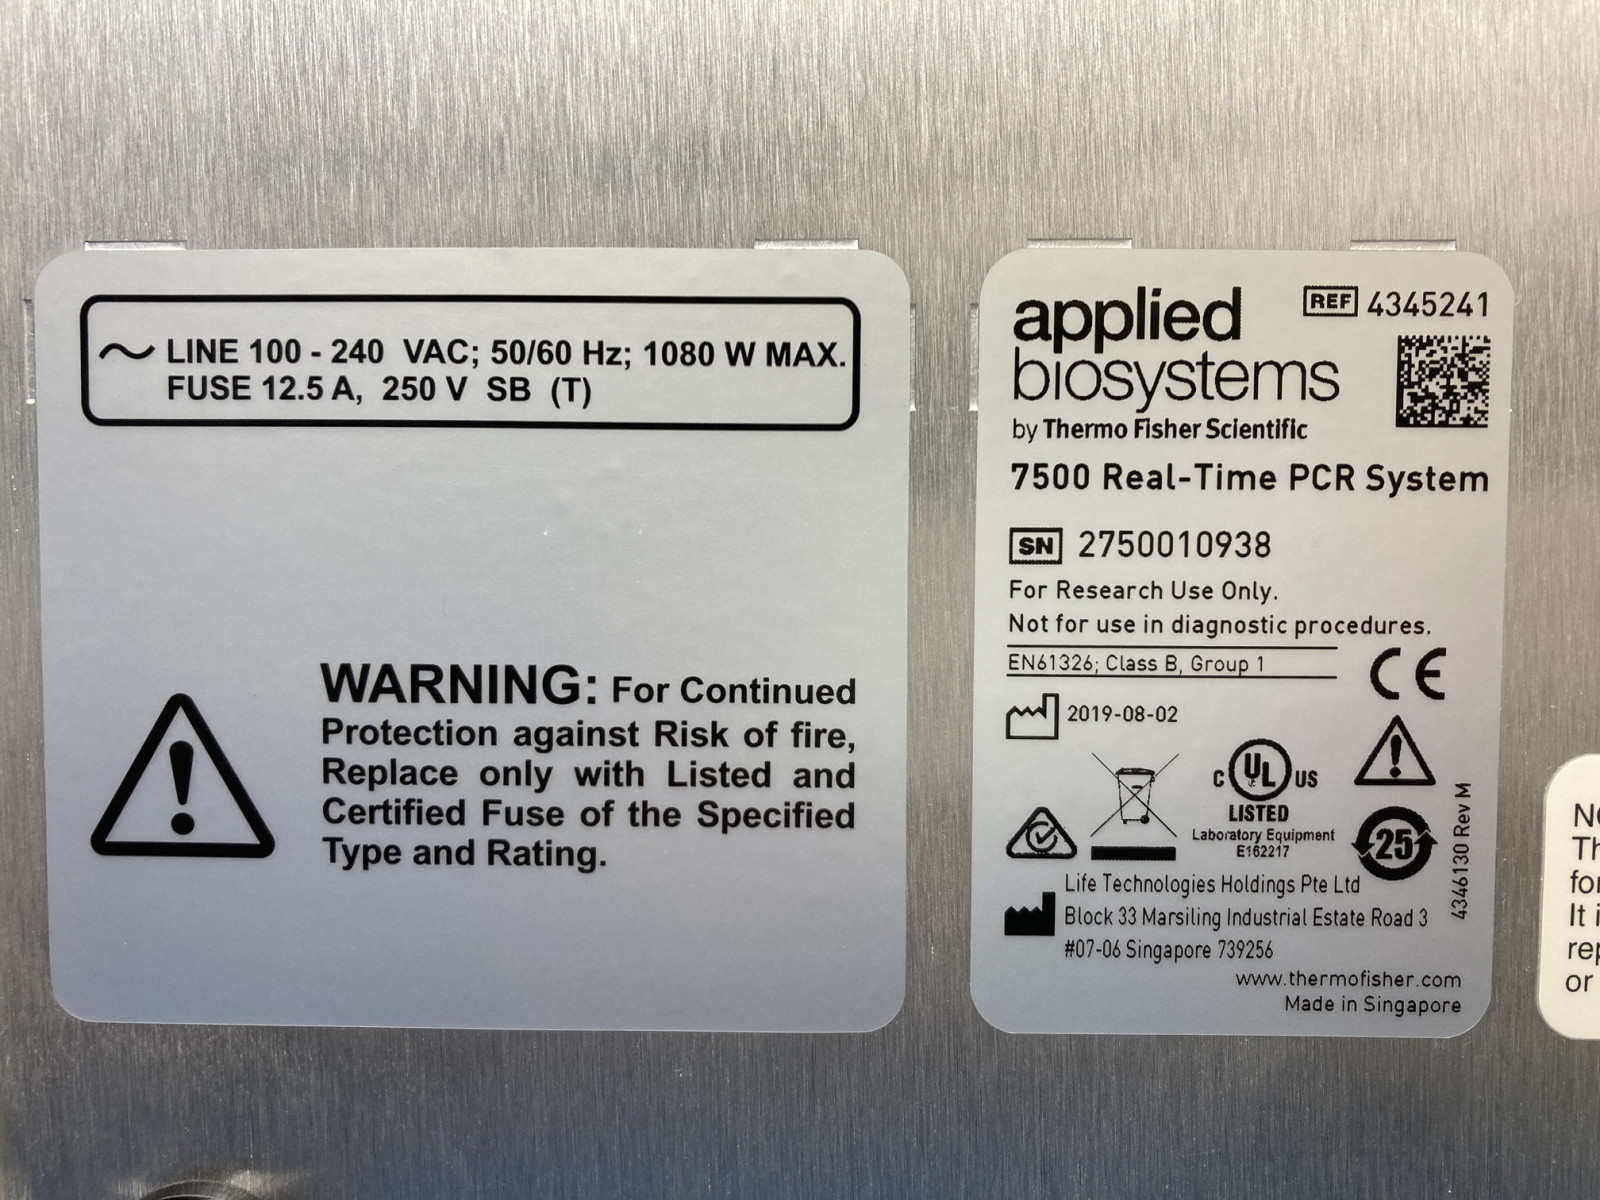 LINE 100 - 240 VAC; 50/60 Hz; 1080 W MAX.
FUSE 12.5 A, 250 V SB (T)
WARNING: For Continued
Protection against Risk of fire,
Replace only with Listed and
Certified Fuse of the Specified
Type and Rating.
applied
biosystems
by Thermo Fisher Scientific
REF 4345241
7500 Real-Time PCR System
SN 2750010938
For Research Use Only.
Not for use in diagnostic procedures.
EN61326; Class B, Group 1
CE
2019-08-02
C UL US
LISTED
Laboratory Equipment
E162217
25
4346130 Rev M
Life Technologies Holdings Pte Ltd
Block 33 Marsiling Industrial Estate Road 3
#07-06 Singapore 739256
www.thermofisher.com
Made in Singapore
It
or